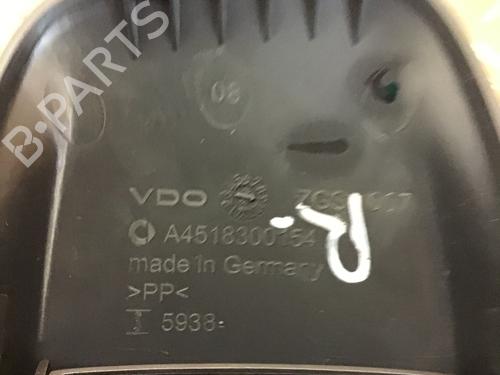 08
VDO
A4518300154
made In Germany
>PP<
5938-
R
B-PARTS